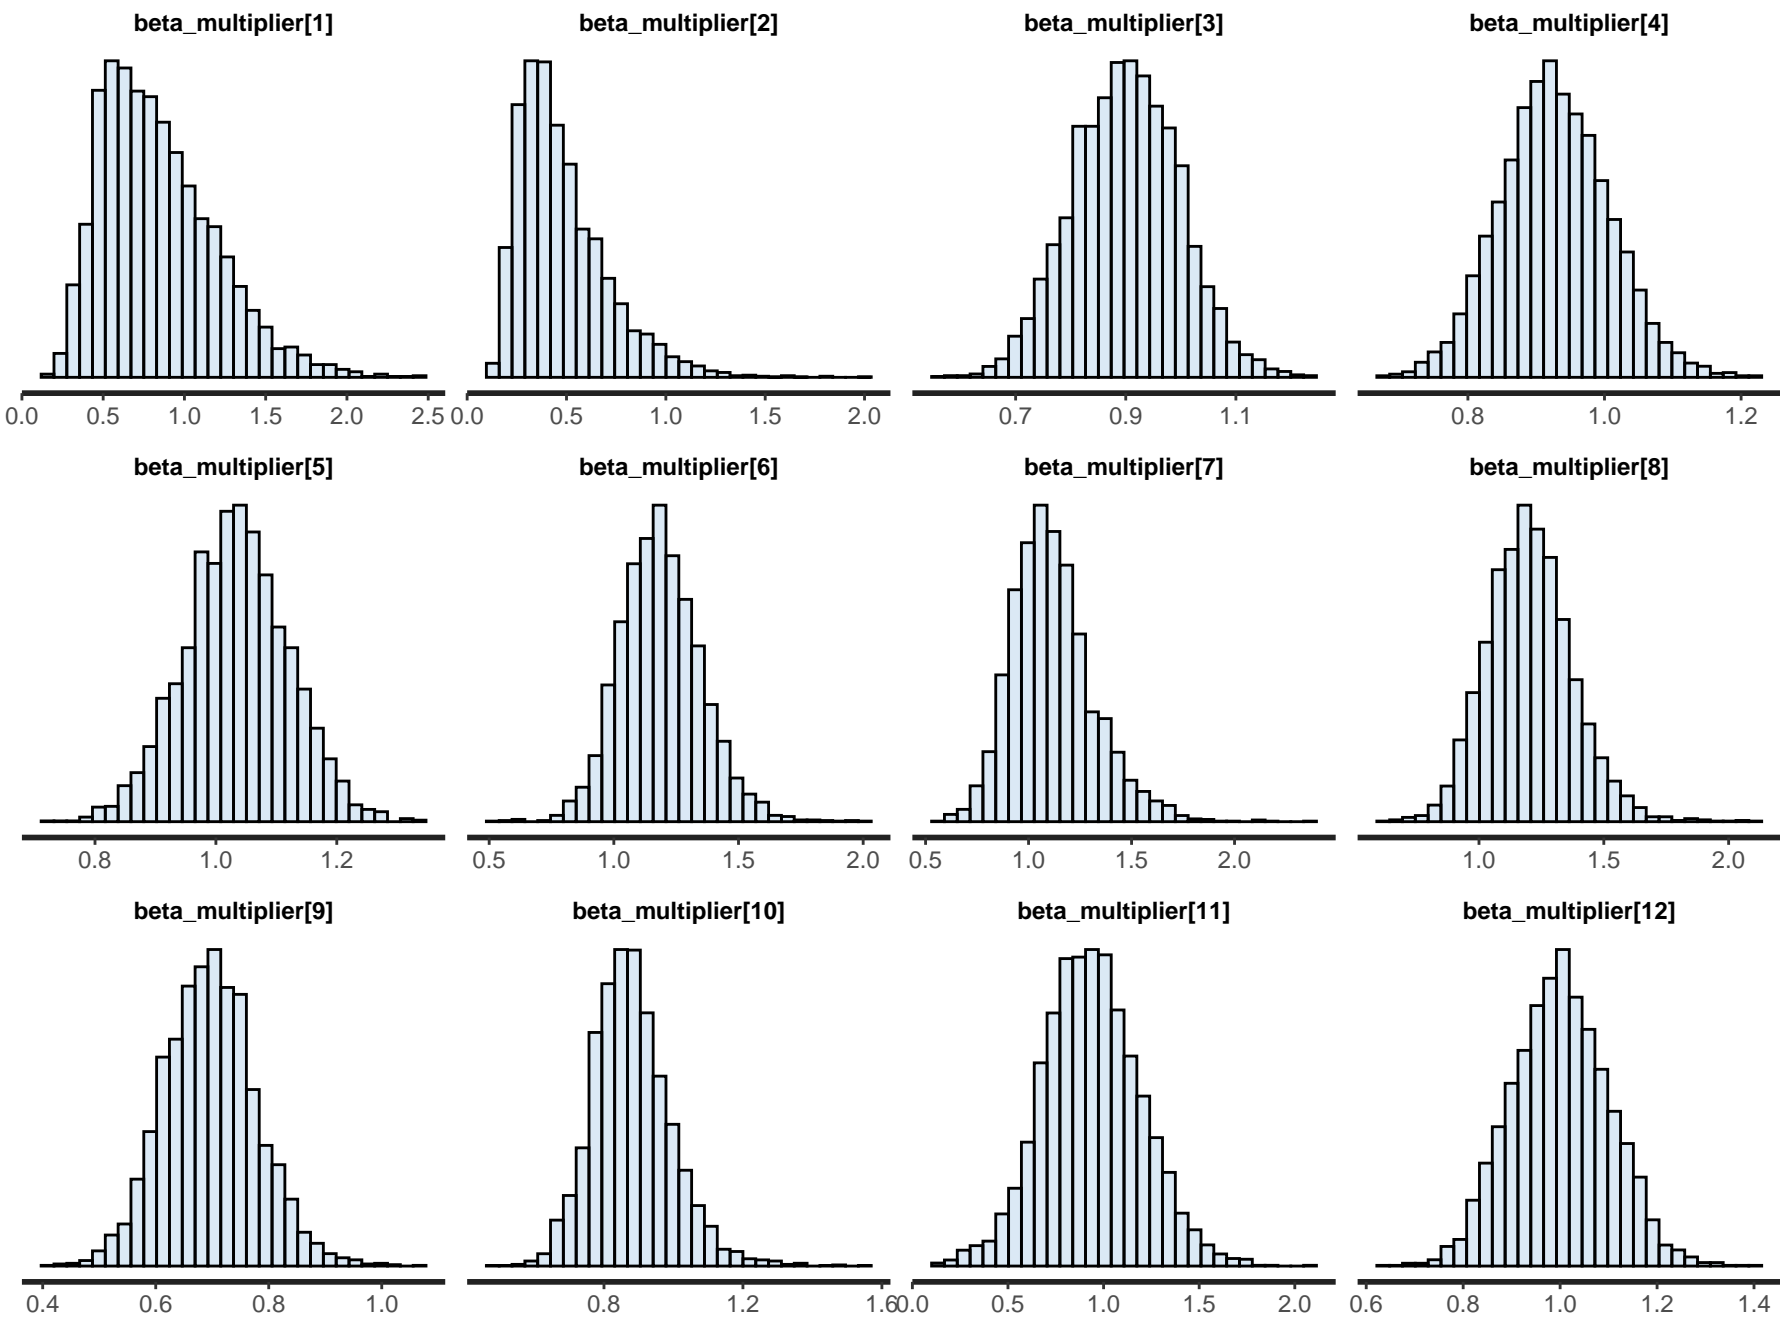 beta_multiplier[1] beta_multiplier[2] beta_multiplier[3] beta_multiplier[4]
0.0 0.5 1.0 1.5 2.0 2.5 0.0 0.5 1.0 1.5 2.0 0.7 0.9 1.1 0.8 1.0 1.2
beta_multiplier[5] beta_multiplier[6] beta_multiplier[7] beta_multiplier[8]
0.8 1.0 1.2 0.5 1.0 1.5 2.0 0.5 1.0 1.5 2.0 1.0 1.5 2.0
beta_multiplier[9] beta_multiplier[10] beta_multiplier[11] beta_multiplier[12]
0.4 0.6 0.8 1.0 0.8 1.2 1.6 0.0 0.5 1.0 1.5 2.0 0.6 0.8 1.0 1.2 1.4